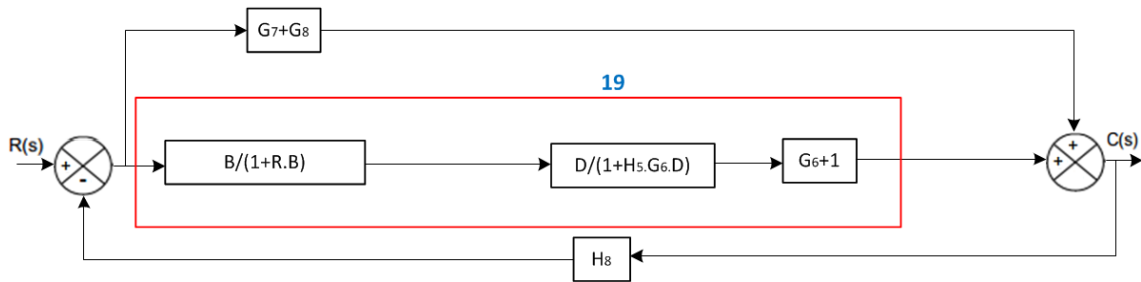 G₇+G₈
19
R(s)
+
-
B/(1+R.B)
D/(1+H₅.G₆.D)
G₆+1
+
+
C(s)
H₈